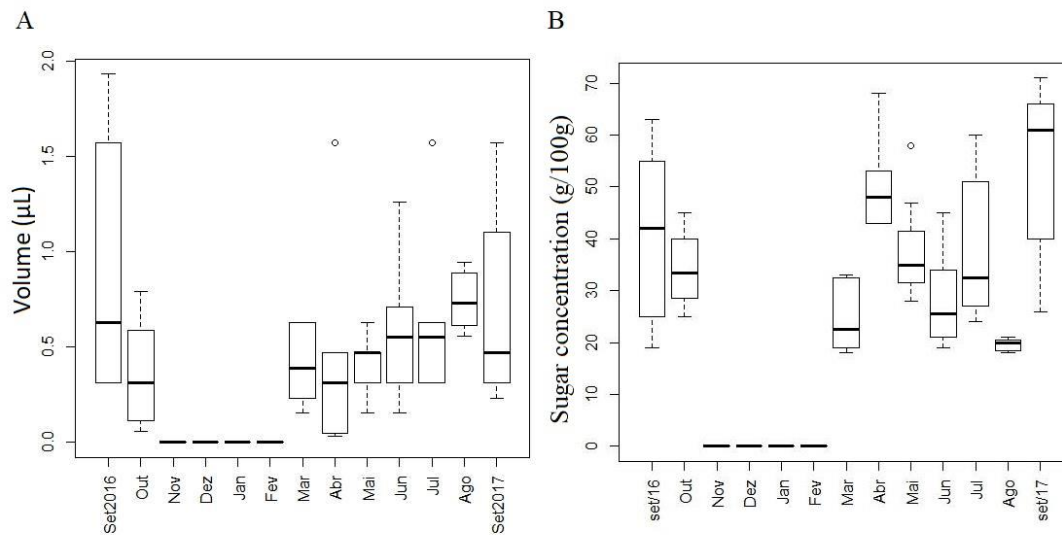 A
Volume (µL)
2.0
1.5
1.0
0.5
0.0
Set2016
Out
Nov
Dez
Jan
Fev
Mar
Abr
Mai
Jun
Jul
Ago
Set2017
B
Sugar concentration (g/100g)
70
60
50
40
30
20
10
0
set/16
Out
Nov
Dez
Jan
Fev
Mar
Abr
Mai
Jun
Jul
Ago
set/17